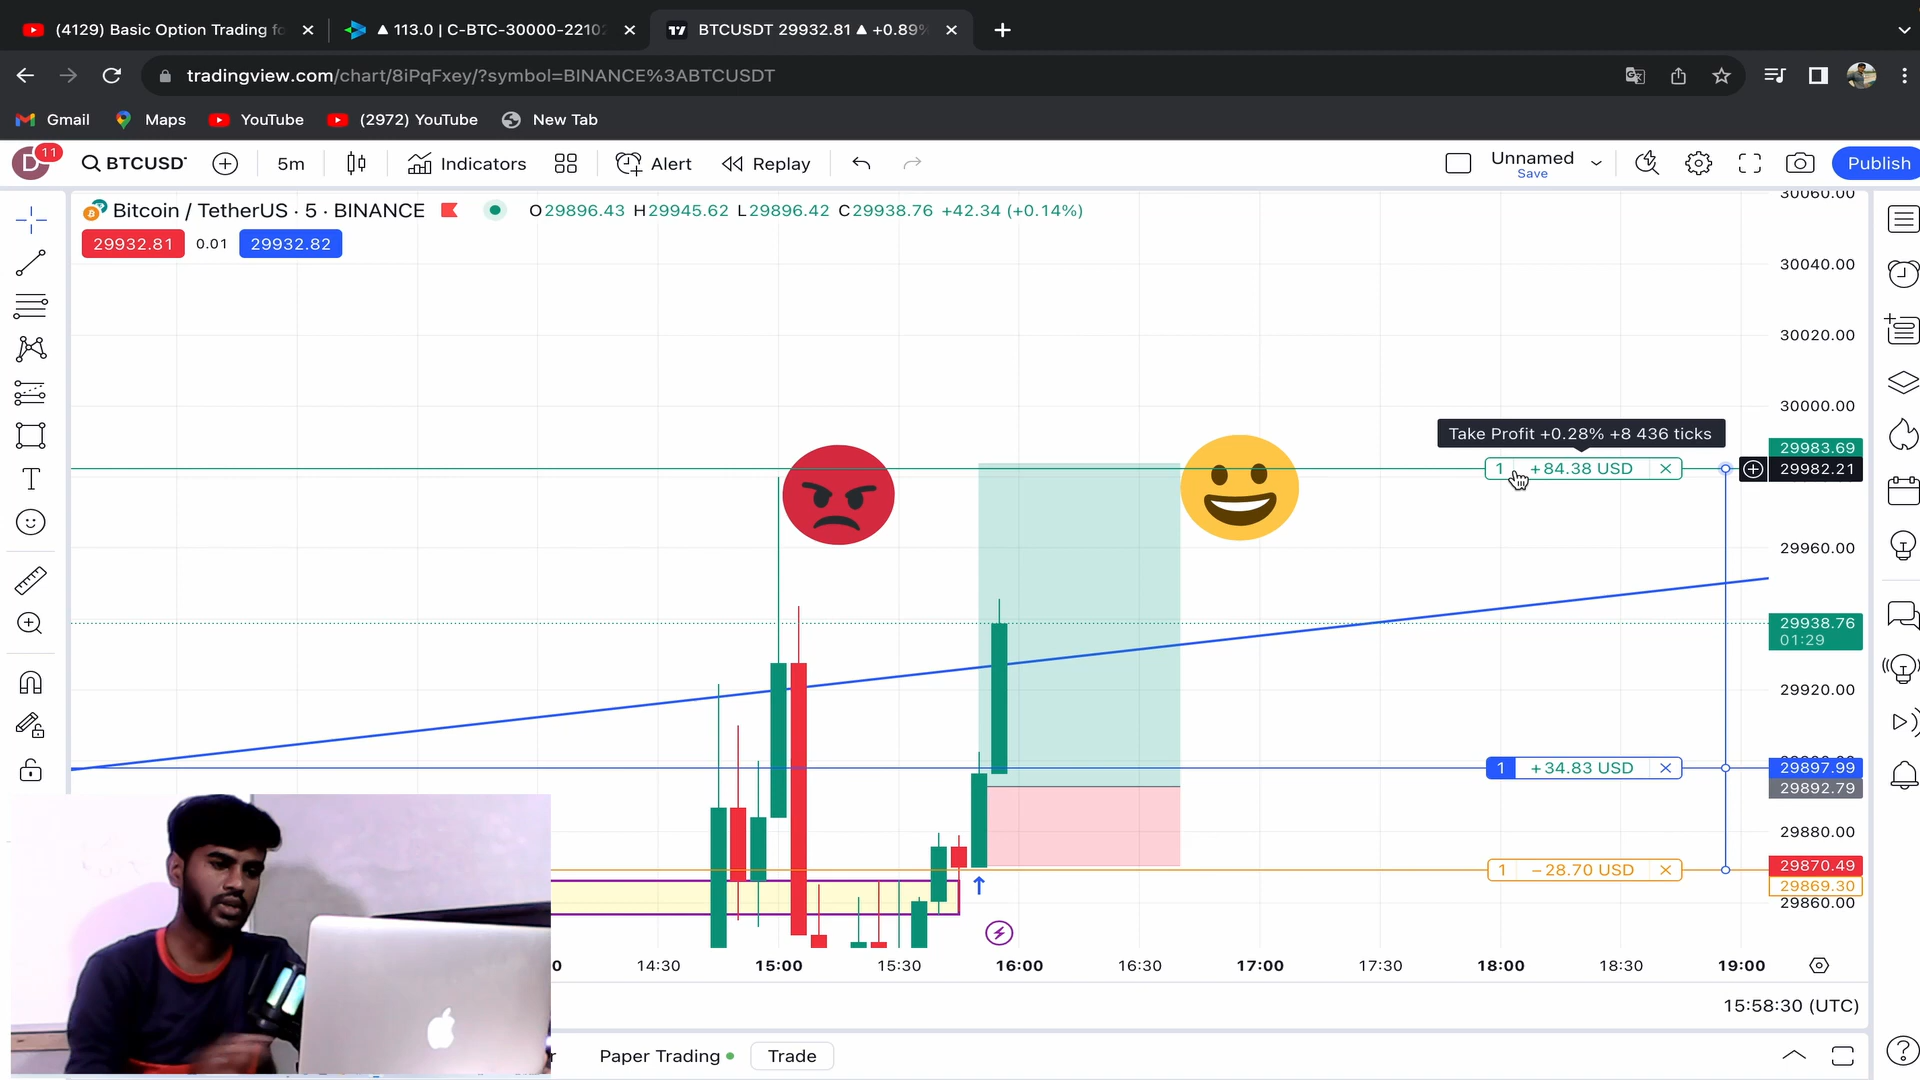 (4129) Basic Option Trading fo
▲ 113.0 | C-BTC-30000-22102
BTCUSDT 29932.81 ▲ +0.89%
tradingview.com/chart/8iPqFxey/?symbol=BINANCE%3ABTCUSDT
Gmail
Maps
YouTube
(2972) YouTube
New Tab
D
11
BTCUSDT
5m
Indicators
Alert
Replay
Unnamed
Save
Publish
Bitcoin / TetherUS · 5 · BINANCE
O29896.43 H29945.62 L29896.42 C29938.76 +42.34 (+0.14%)
29932.81
0.01
29932.82
30060.00
30040.00
30020.00
30000.00
Take Profit +0.28% +8 436 ticks
29983.69
1 +84.38 USD
29982.21
29960.00
29938.76
01:29
29920.00
1 +34.83 USD
29897.99
29892.79
29880.00
29870.49
1 −28.70 USD
29869.30
29860.00
14:30
15:00
15:30
16:00
16:30
17:00
17:30
18:00
18:30
19:00
15:58:30 (UTC)
Paper Trading
Trade